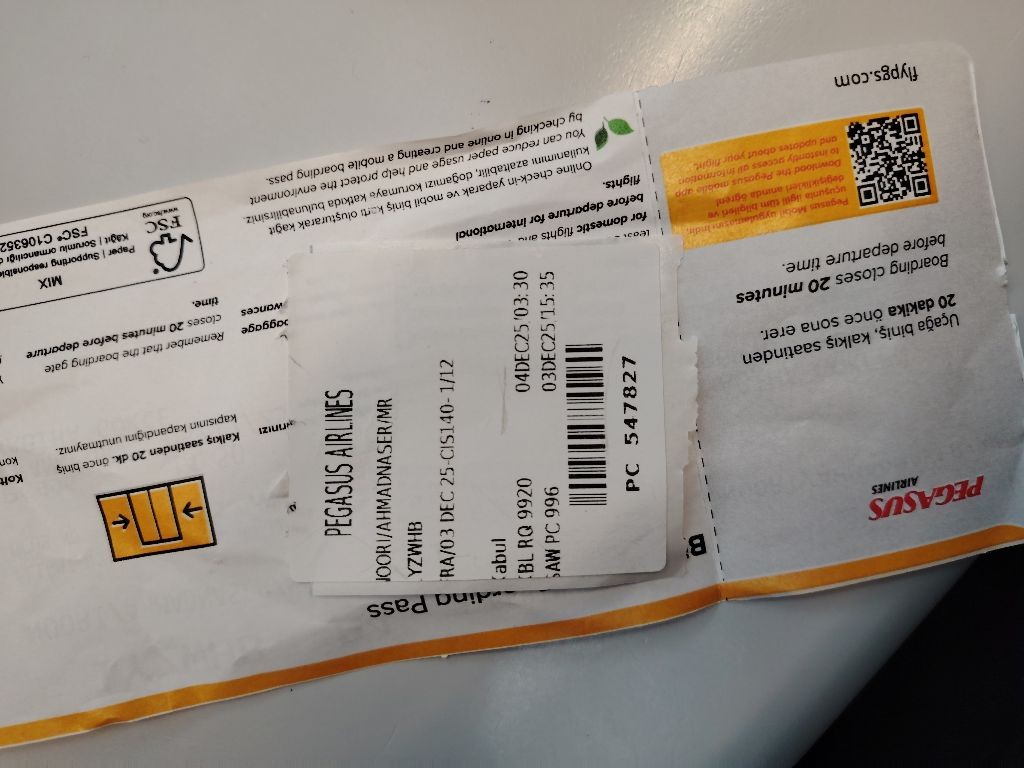 PEGASUS AIRLINES
NOORI/AHMADNASER/MR
YZWHB
FRA/03 DEC 25-CIS140- 1/12
Kabul
KBL RQ 9920 04DEC25 03:30
SAW PC 996 03DEC25 15:35
PC 547827
Boarding Pass
B
Kalkış saatinden 20 dk. önce biniş
kapısının kapandığını unutmayınız.
Remember that the boarding gate
closes 20 minutes before departure
time.
MIX
Paper | Supporting responsible
Kağıt | Sorumlu ormancılığı
FSC® C106352
FSC
www.fsc.org
for domestic flights and
before departure for international
flights.
Online check-in yaparak ve mobil biniş kartı oluşturarak kağıt
kullanımını azaltabilir, doğamızı korumaya katkıda bulunabilirsiniz.
You can reduce paper usage and help protect the environment
by checking in online and creating a mobile boarding pass.
PEGASUS
AIRLINES
Uçağa biniş, kalkış saatinden
20 dakika önce sona erer.
Boarding closes 20 minutes
before departure time.
Pegasus Mobil uygulamasını indir,
uçuşunla ilgili tüm bilgileri ve
değişiklikleri anında öğren!
Download the Pegasus mobile app
to instantly access all information
and updates about your flight.
flypgs.com